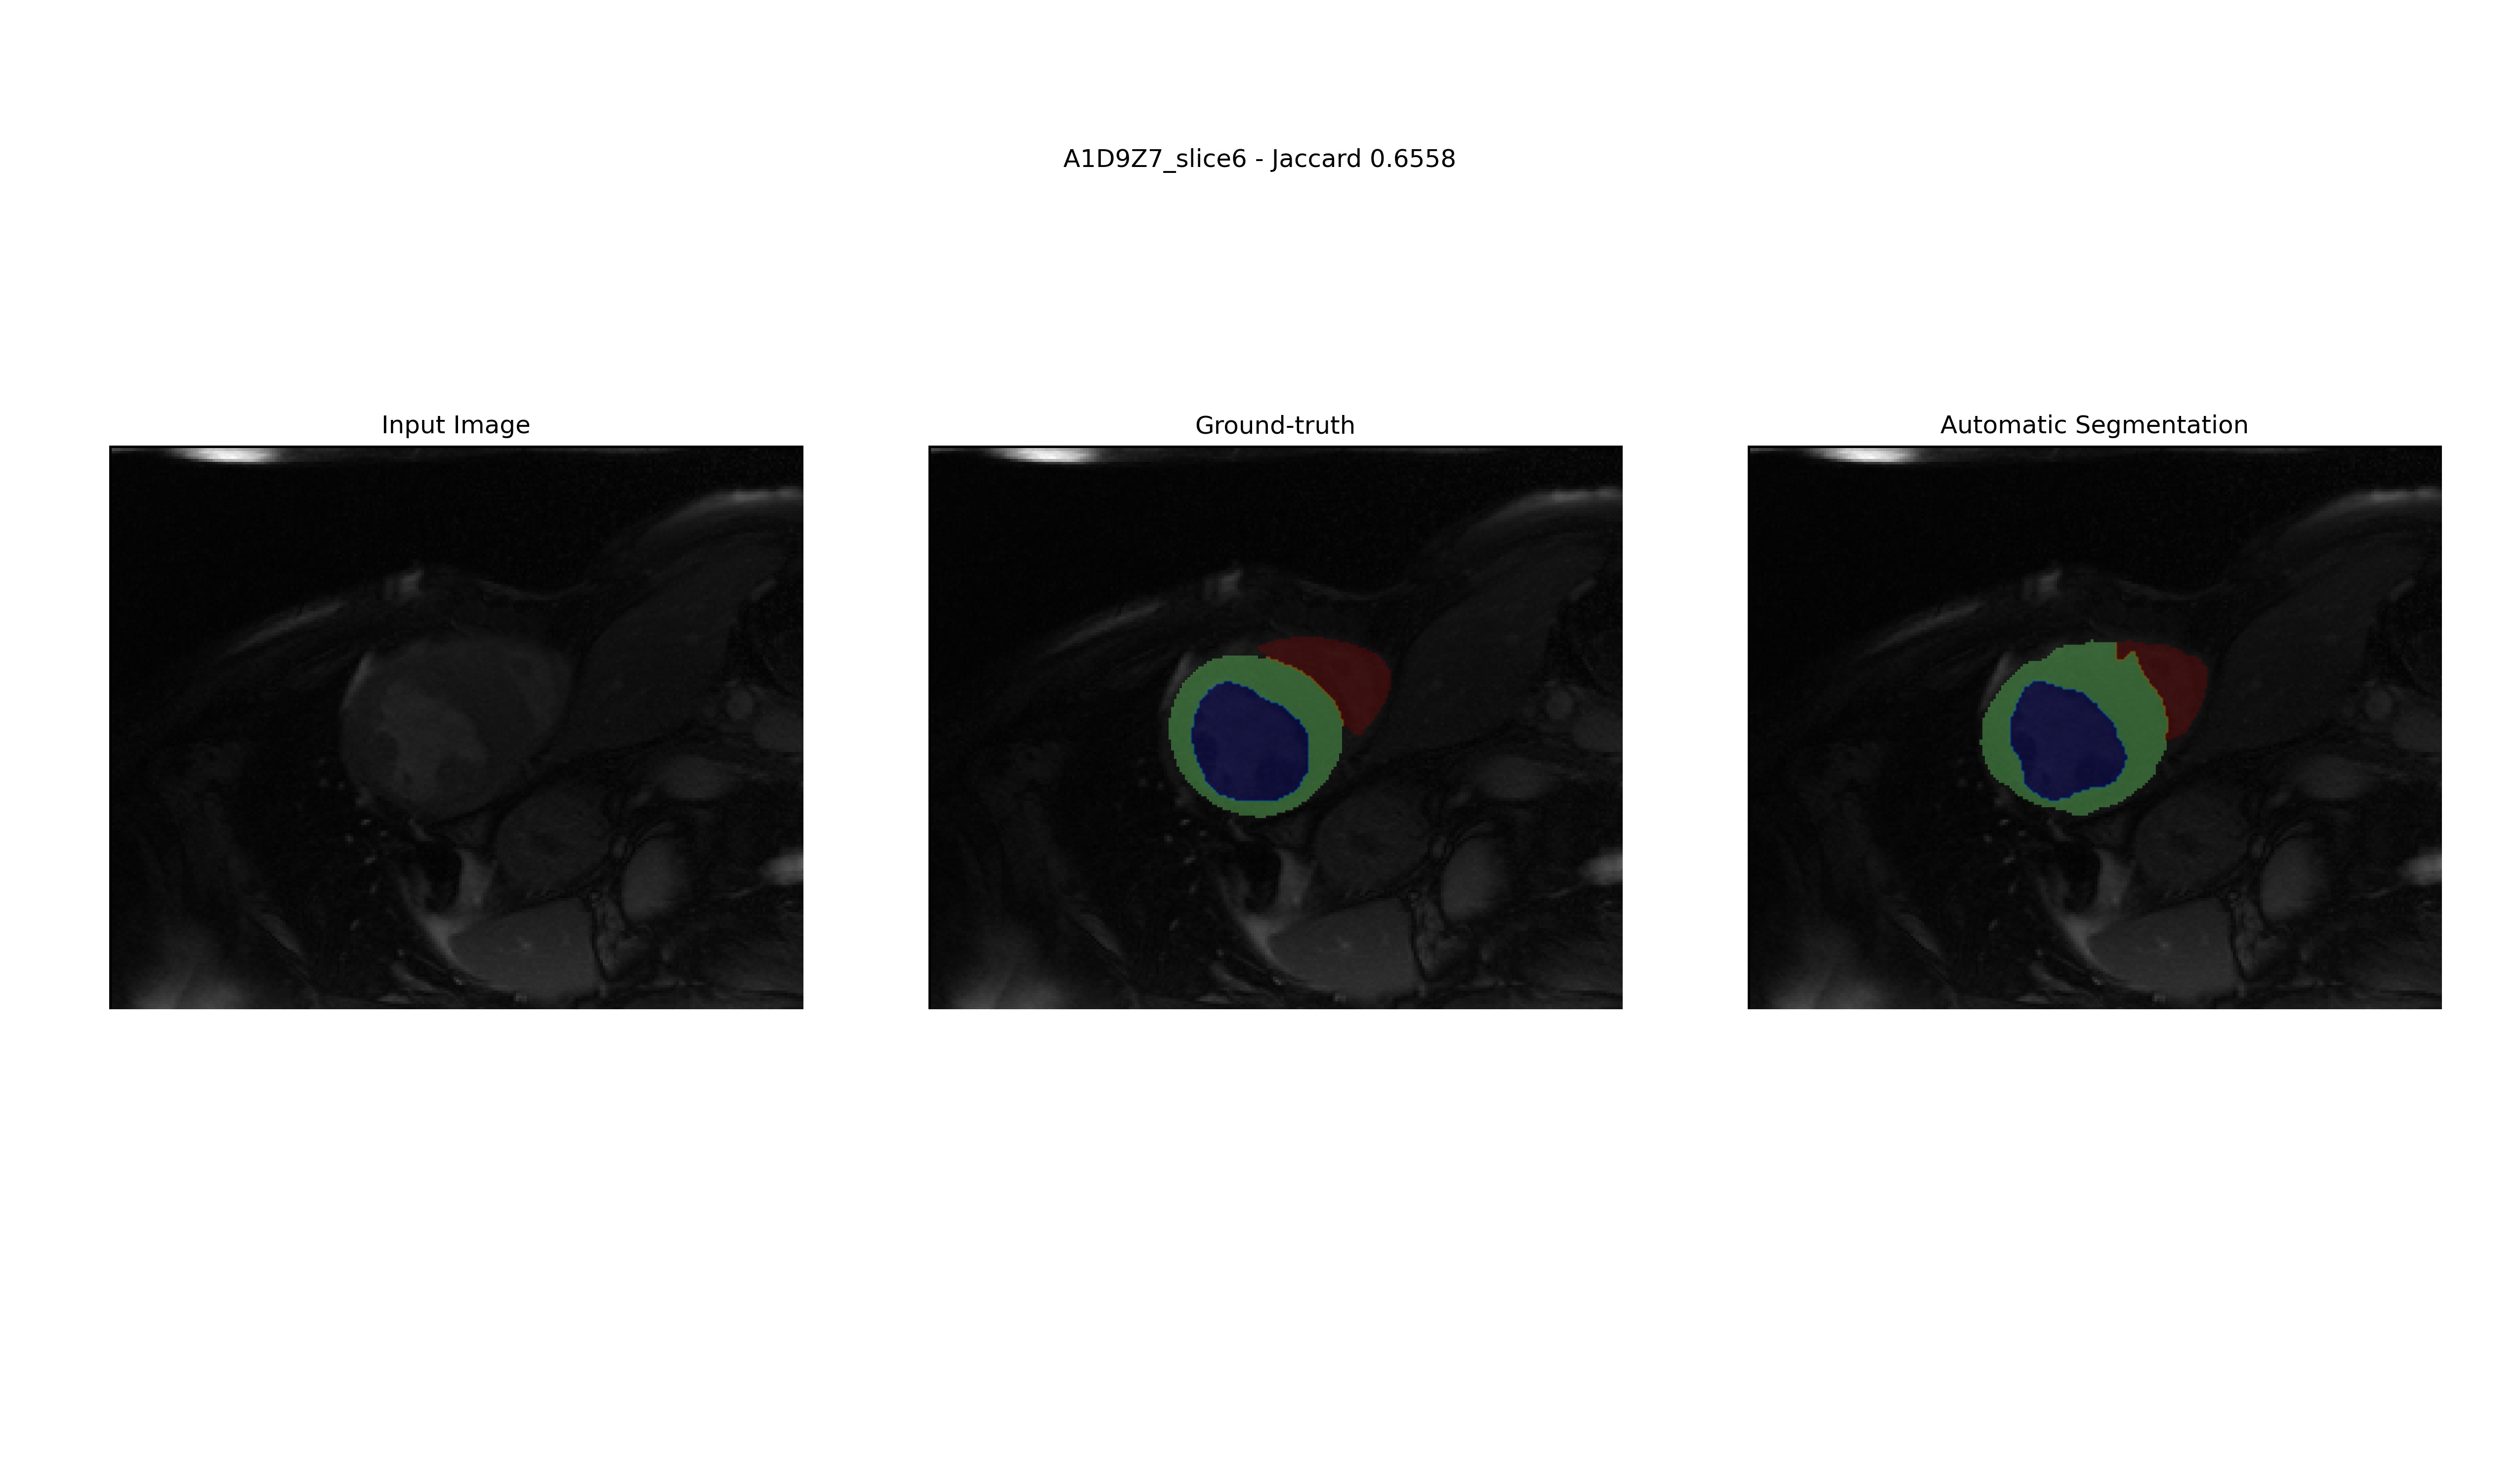 A1D9Z7_slice6 - Jaccard 0.6558
Input Image
Ground-truth
Automatic Segmentation